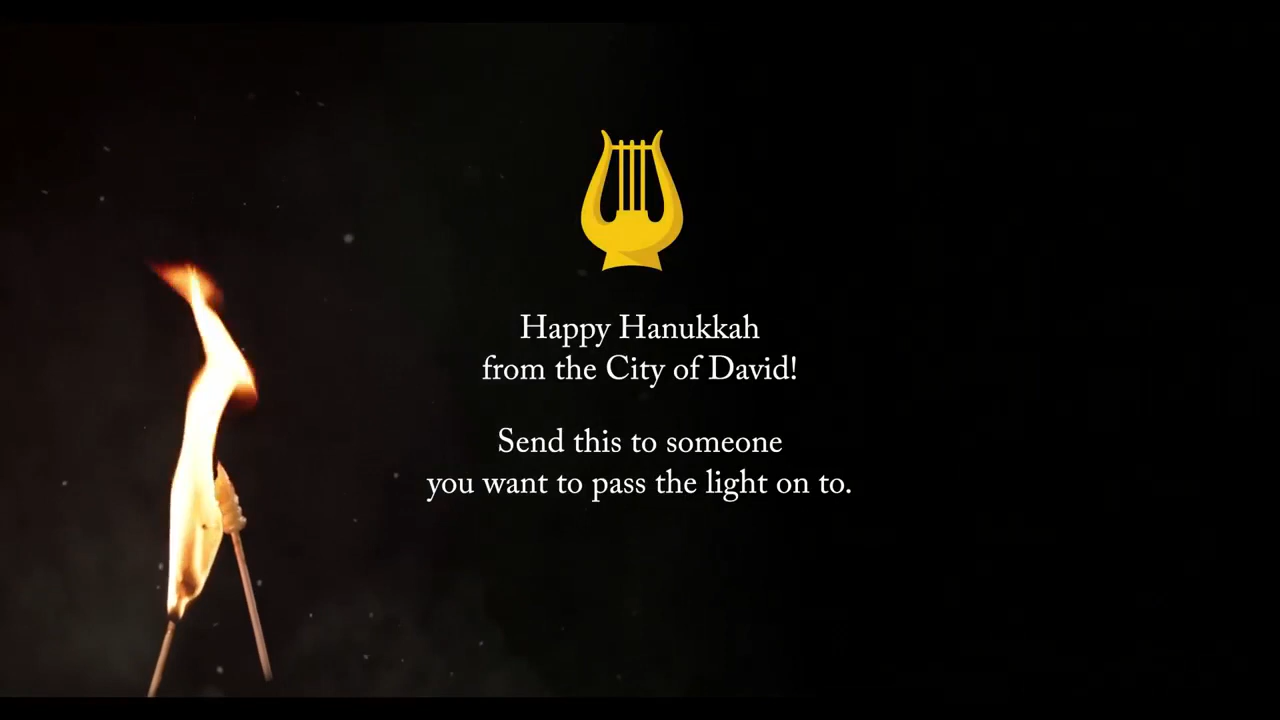 Happy Hanukkah
from the City of David!
Send this to someone
you want to pass the light on to.